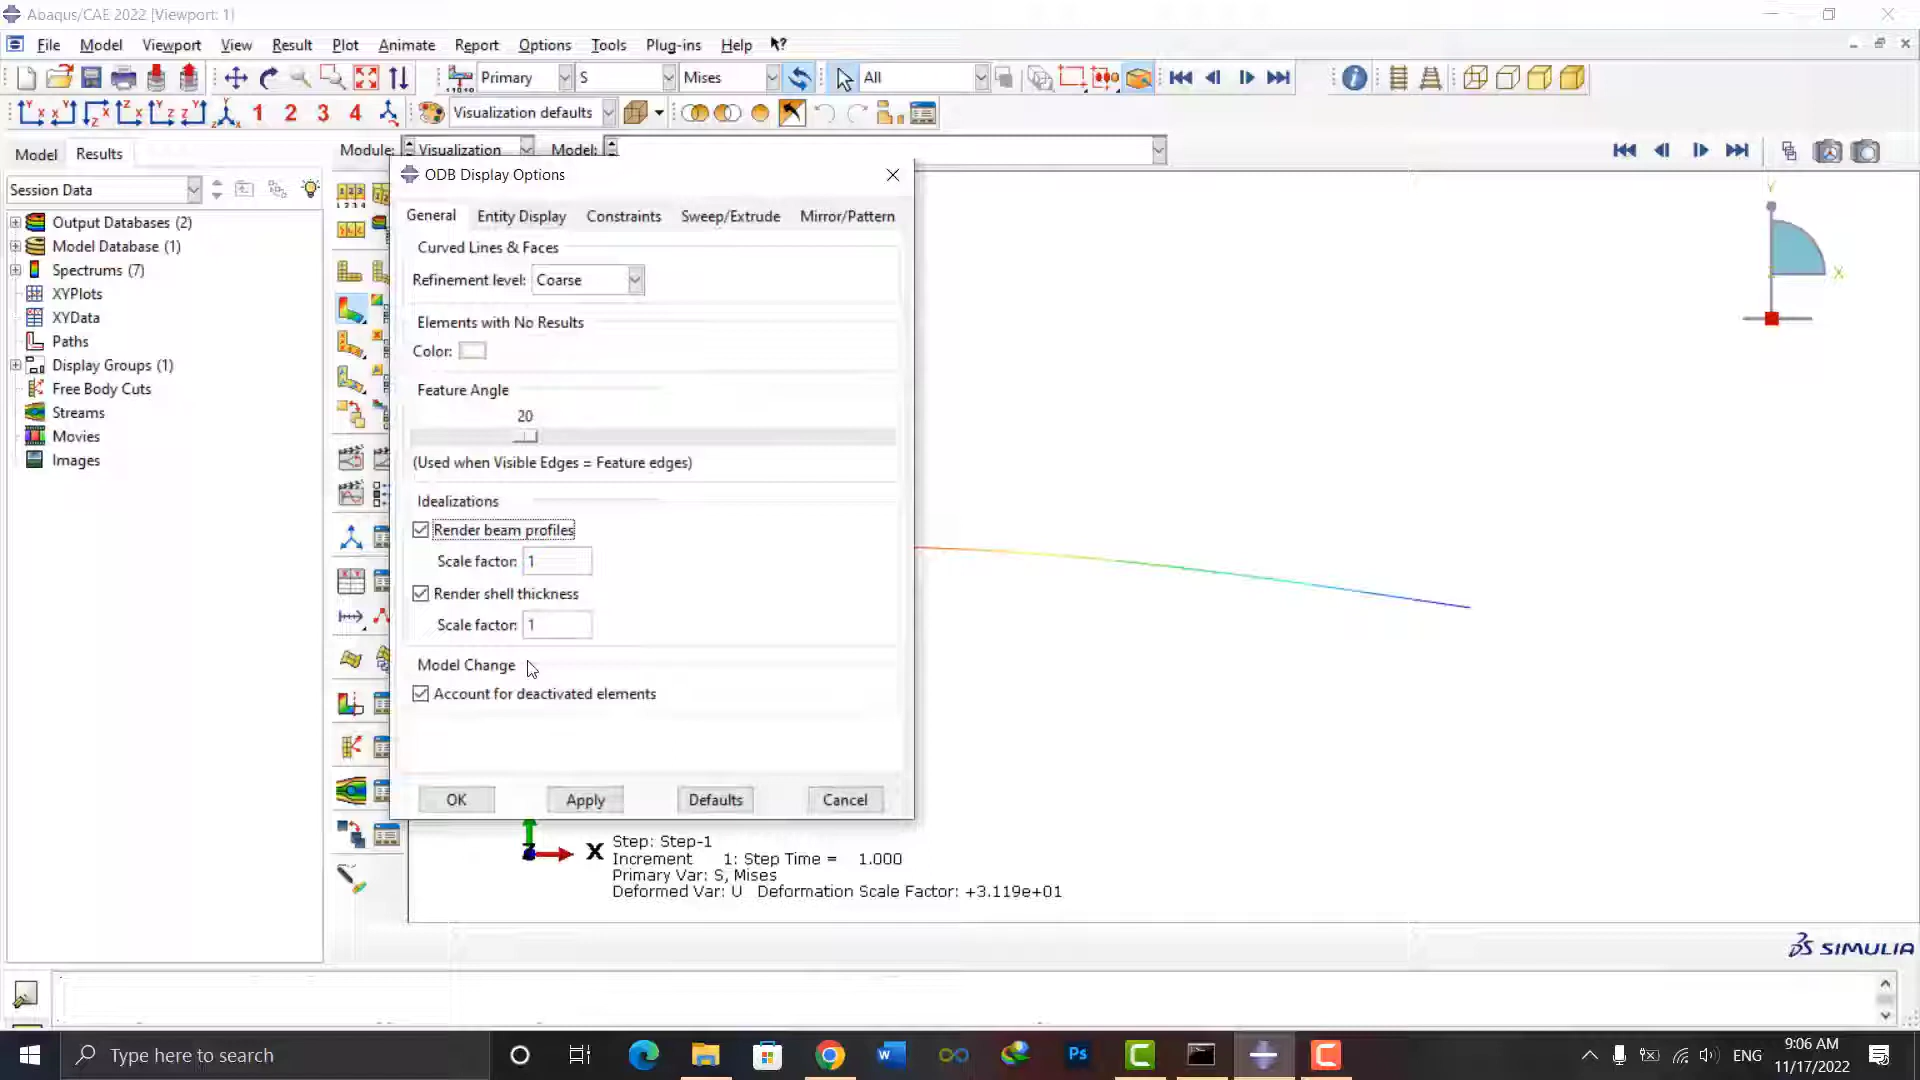 Abaqus/CAE 2022 [Viewport: 1]
File Model Viewport View Result Plot Animate Report Options Tools Plug-ins Help
Primary S Mises All
1 2 3 4 Visualization defaults
Model Results Module: Visualization Model:
Session Data
Output Databases (2)
Model Database (1)
Spectrums (7)
XYPlots
XYData
Paths
Display Groups (1)
Free Body Cuts
Streams
Movies
Images
ODB Display Options
General Entity Display Constraints Sweep/Extrude Mirror/Pattern
Curved Lines & Faces
Refinement level: Coarse
Elements with No Results
Color:
Feature Angle
20
(Used when Visible Edges = Feature edges)
Idealizations
Render beam profiles
Scale factor: 1
Render shell thickness
Scale factor: 1
Model Change
Account for deactivated elements
OK Apply Defaults Cancel
Y
X
X
Step: Step-1
Increment 1: Step Time = 1.000
Primary Var: S, Mises
Deformed Var: U Deformation Scale Factor: +3.119e+01
SIMULIA
Type here to search
ENG
9:06 AM
11/17/2022